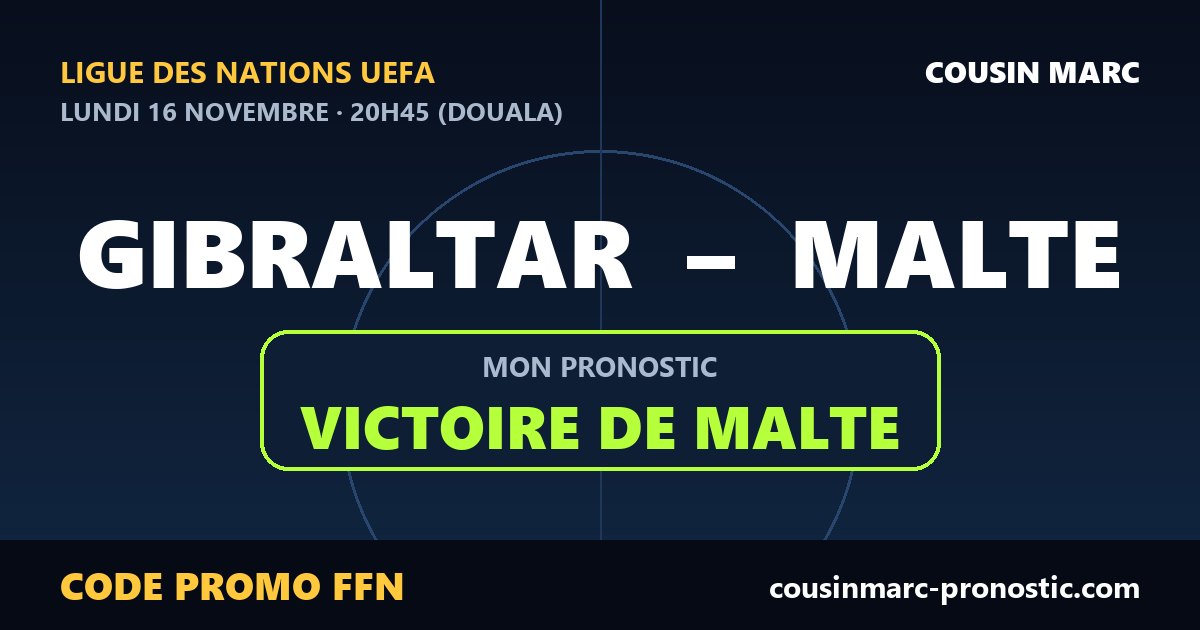 LIGUE DES NATIONS UEFA
COUSIN MARC
LUNDI 16 NOVEMBRE · 20H45 (DOUALA)
GIBRALTAR – MALTE
MON PRONOSTIC
VICTOIRE DE MALTE
CODE PROMO FFN
cousinmarc-pronostic.com